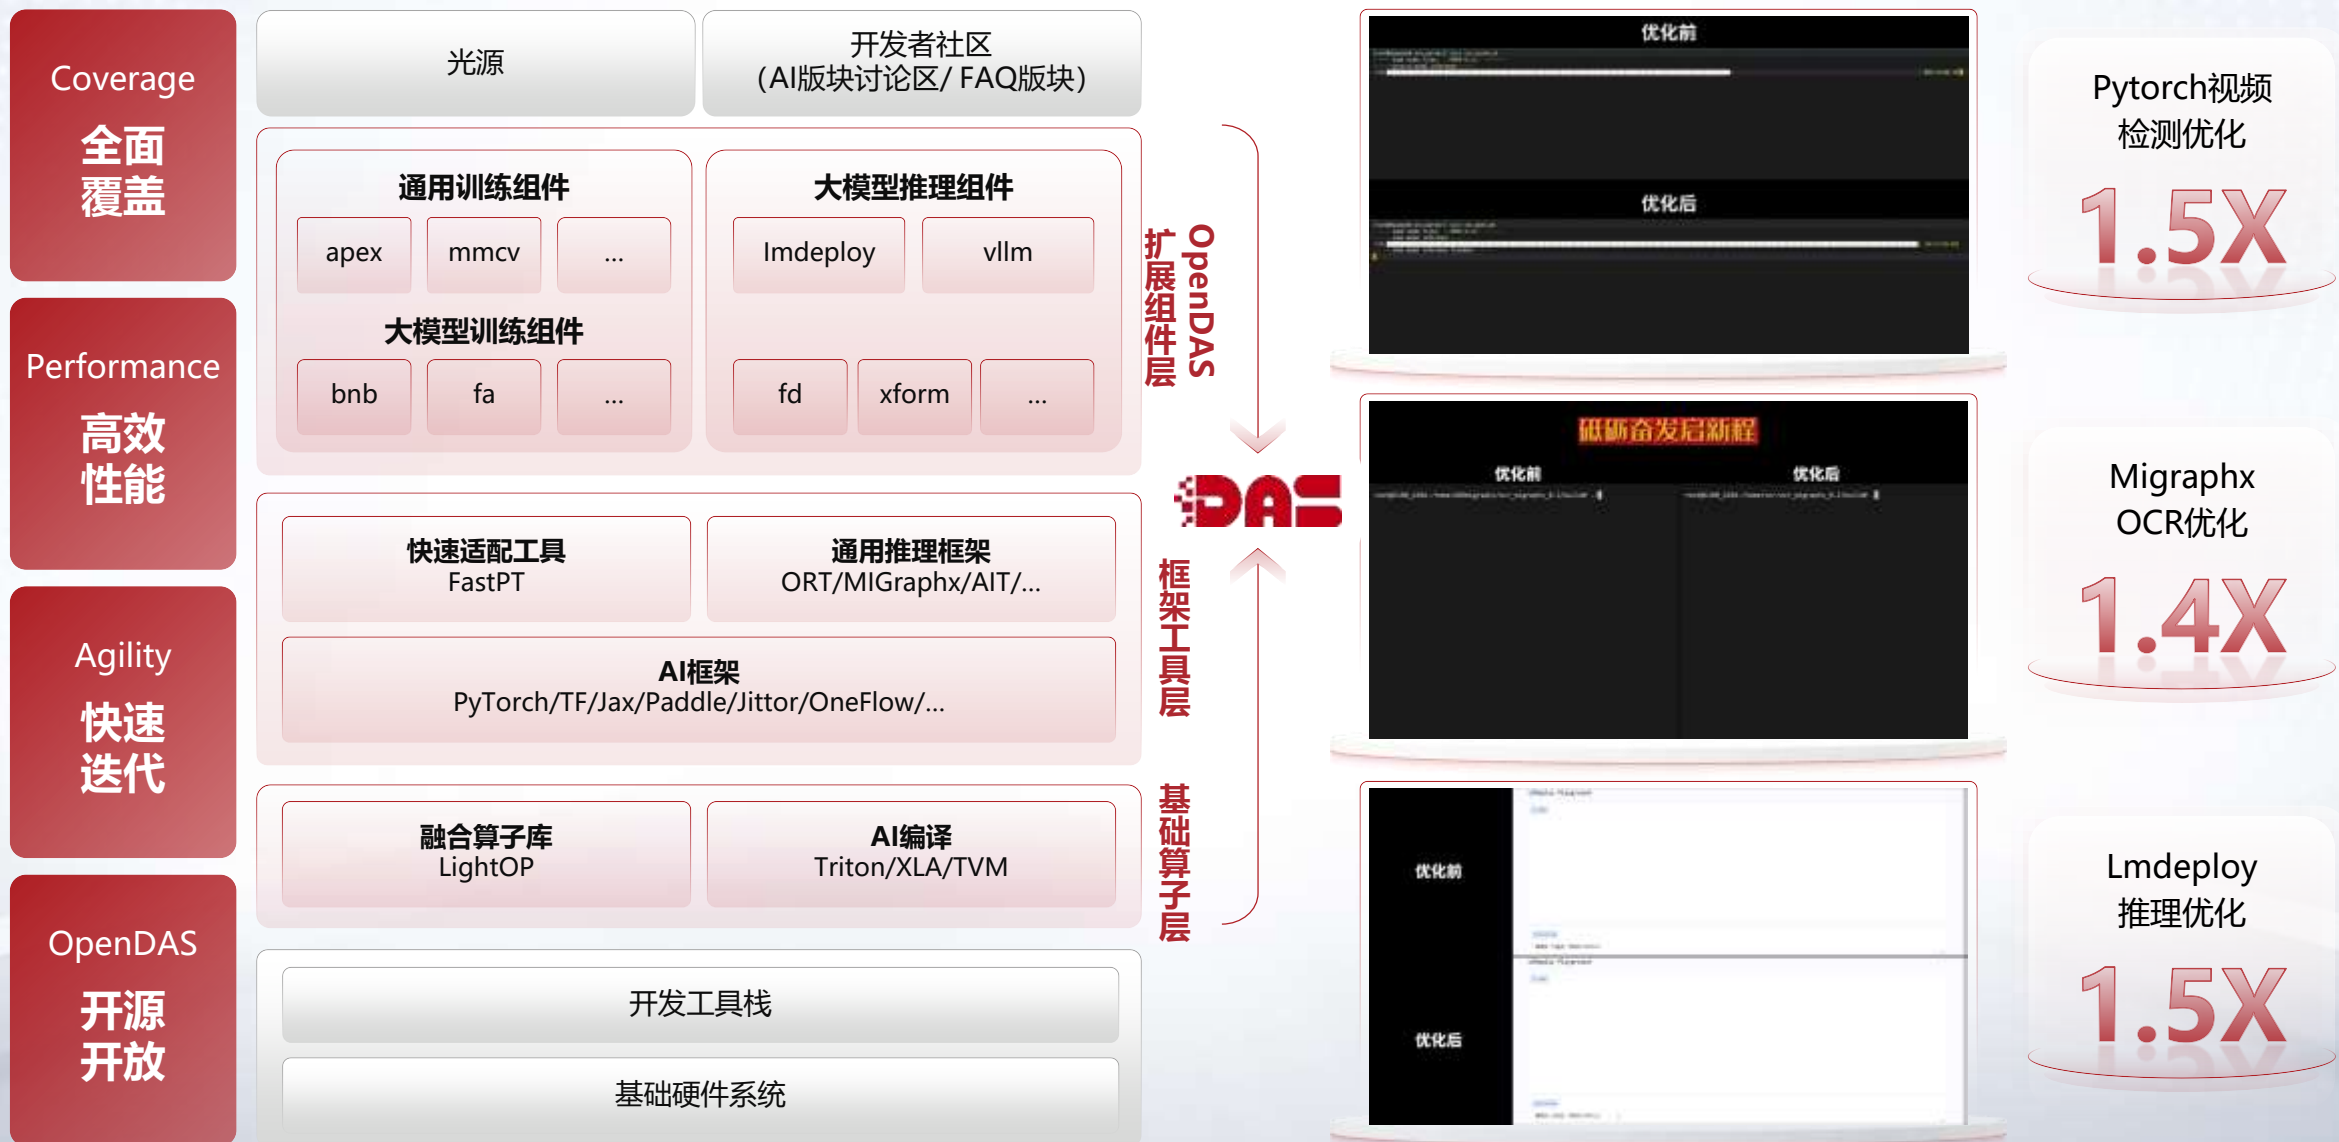 Coverage
全面
覆盖
Performance
高效
性能
Agility
快速
迭代
OpenDAS
开源
开放
光源
开发者社区
（AI版块讨论区/ FAQ版块）
通用训练组件
apex
mmcv
...
大模型训练组件
bnb
fa
...
大模型推理组件
lmdeploy
vllm
fd
xform
...
OpenDAS
扩展组件层
快速适配工具
FastPT
通用推理框架
ORT/MIGraphx/AIT/...
AI框架
PyTorch/TF/Jax/Paddle/Jittor/OneFlow/...
框架工具层
融合算子库
LightOP
AI编译
Triton/XLA/TVM
基础算子层
开发工具栈
基础硬件系统
DAS
优化前
优化后
砥砺奋发启新程
优化前
优化后
优化前
优化后
Pytorch视频
检测优化
1.5X
Migraphx
OCR优化
1.4X
Lmdeploy
推理优化
1.5X